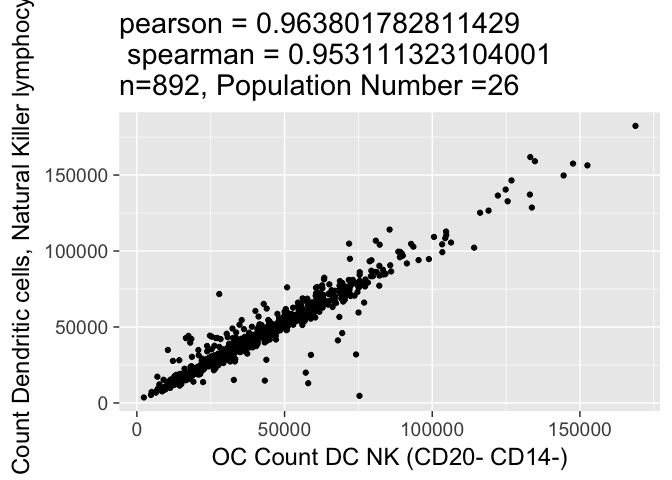 pearson = 0.963801782811429
spearman = 0.953111323104001
n=892, Population Number =26
Count Dendritic cells, Natural Killer lymphocy
150000
100000
50000
0
0 50000 100000 150000
OC Count DC NK (CD20- CD14-)